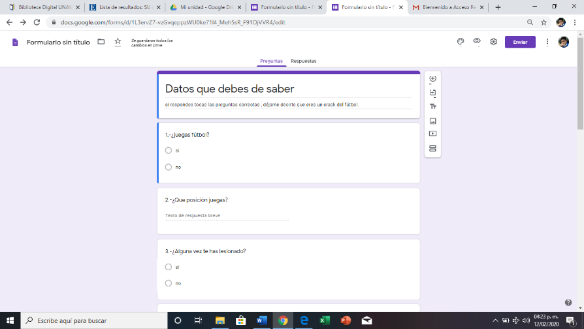 Biblioteca Digital UNAM
Lista de resultados: SU
Mi unidad - Google Dr
Formulario sin título - F
Formulario sin título - F
Bienvenido a Acceso Re
docs.google.com/forms/d/
Formulario sin título
Se guardaron todos los
cambios en Drive
Enviar
Preguntas Respuestas
Datos que debes de saber
si respondes todas las preguntas correctas , déjame decirte que eres un crack del fútbol
1.-¿juegas fútbol?
si
no
2.-¿Que posicion juegas?
Texto de respuesta breve
3.-¿Alguna vez te has lesionado?
si
no
Escribe aquí para buscar
04:23 p. m.
12/02/2020